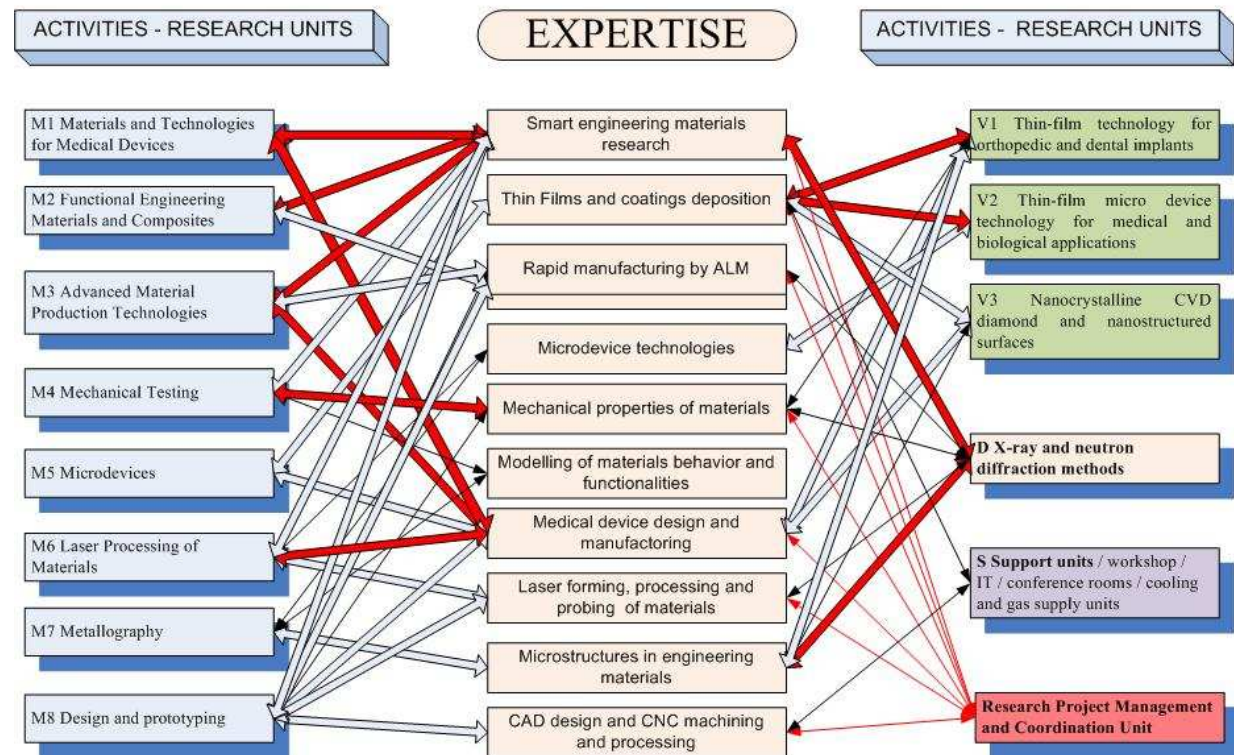 ACTIVITIES - RESEARCH UNITS
EXPERTISE
ACTIVITIES - RESEARCH UNITS
M1 Materials and Technologies
for Medical Devices
M2 Functional Engineering
Materials and Composites
M3 Advanced Material
Production Technologies
M4 Mechanical Testing
M5 Microdevices
M6 Laser Processing of
Materials
M7 Metallography
M8 Design and prototyping
Smart engineering materials
research
Thin Films and coatings deposition
Rapid manufacturing by ALM
Microdevice technologies
Mechanical properties of materials
Modelling of materials behavior and
functionalities
Medical device design and
manufactoring
Laser forming, processing and
probing of materials
Microstructures in engineering
materials
CAD design and CNC machining
and processing
V1 Thin-film technology for
orthopedic and dental implants
V2 Thin-film micro device
technology for medical and
biological applications
V3 Nanocrystalline CVD
diamond and nanostructured
surfaces
D X-ray and neutron
diffraction methods
S Support units / workshop /
IT / conference rooms / cooling
and gas supply units
Research Project Management
and Coordination Unit